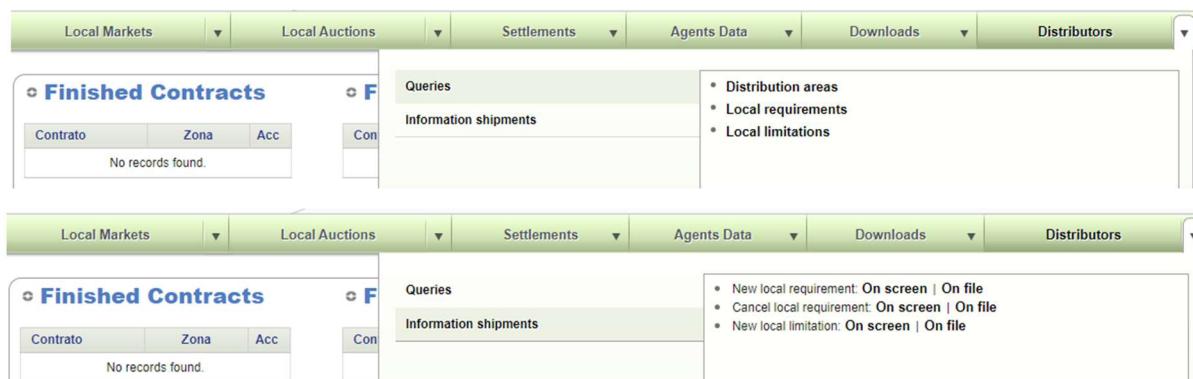 Local Markets Local Auctions Settlements Agents Data Downloads Distributors
Finished Contracts F
Queries
Information shipments
Distribution areas
Local requirements
Local limitations
Contrato Zona Acc Con
No records found.
Local Markets Local Auctions Settlements Agents Data Downloads Distributors
Finished Contracts F
Queries
Information shipments
New local requirement: On screen | On file
Cancel local requirement: On screen | On file
New local limitation: On screen | On file
Contrato Zona Acc Con
No records found.